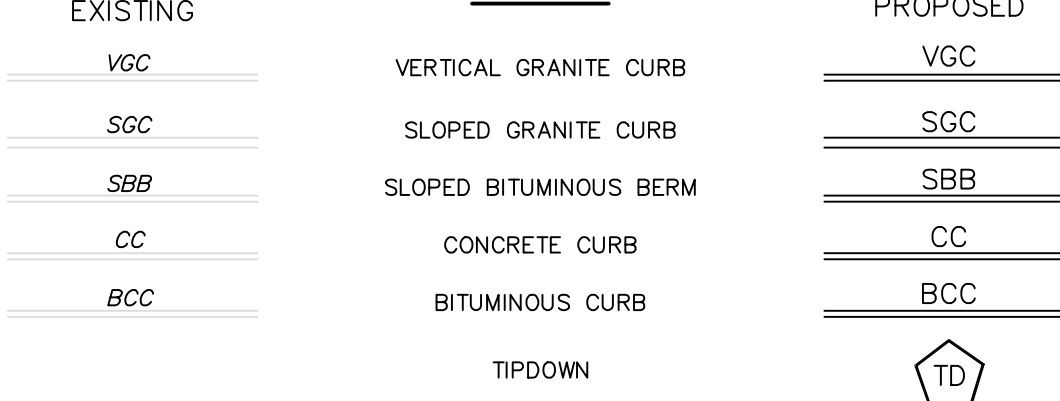 EXISTING PROPOSED
VGC VERTICAL GRANITE CURB VGC
SGC SLOPED GRANITE CURB SGC
SBB SLOPED BITUMINOUS BERM SBB
CC CONCRETE CURB CC
BCC BITUMINOUS CURB BCC
TIPDOWN TD